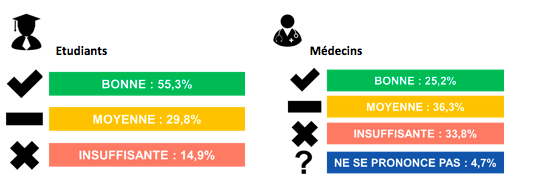 Etudiants
BONNE : 55,3%
MOYENNE : 29,8%
INSUFFISANTE : 14,9%
Médecins
BONNE : 25,2%
MOYENNE : 36,3%
INSUFFISANTE : 33,8%
? NE SE PRONONCE PAS : 4,7%